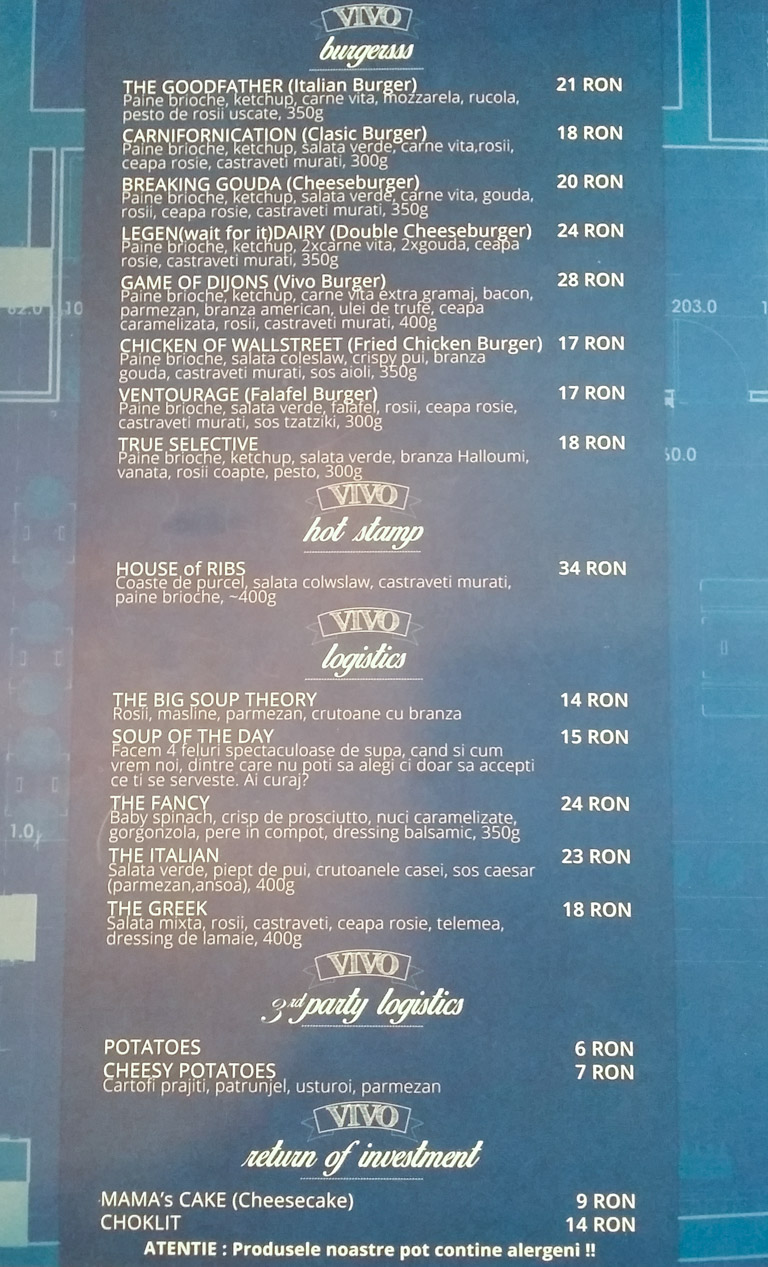 VIVO
burgersss
THE GOODFATHER (Italian Burger) 21 RON
Paine brioche, ketchup, carne vita, mozzarela, rucola,
pesto de rosii uscate, 350g
CARNIFORNICATION (Clasic Burger) 18 RON
Paine brioche, ketchup, salata verde, carne vita,rosii,
ceapa rosie, castraveti murati, 300g
BREAKING GOUDA (Cheeseburger) 20 RON
Paine brioche, ketchup, salata verde, carne vita, gouda,
rosii, ceapa rosie, castraveti murati, 350g
LEGEN(wait for it)DAIRY (Double Cheeseburger) 24 RON
Paine brioche, ketchup, 2xcarne vita, 2xgouda, ceapa
rosie, castraveti murati, 350g
GAME OF DIJONS (Vivo Burger) 28 RON
Paine brioche, ketchup, carne vita extra gramaj, bacon,
parmezan, branza american, ulei de trufe, ceapa
caramelizata, rosii, castraveti murati, 400g
62.0 10 203.0
CHICKEN OF WALLSTREET (Fried Chicken Burger) 17 RON
Paine brioche, salata coleslaw, crispy pui, branza
gouda, castraveti murati, sos aioli, 350g
VENTOURAGE (Falafel Burger) 17 RON
Paine brioche, salata verde, falafel, rosii, ceapa rosie,
castraveti murati, sos tzatziki, 300g
TRUE SELECTIVE 18 RON
Paine brioche, ketchup, salata verde, branza Halloumi,
vanata, rosii coapte, pesto, 300g
60.0
VIVO
hot stamp
HOUSE of RIBS 34 RON
Coaste de purcel, salata colwslaw, castraveti murati,
paine brioche, ~400g
VIVO
logistics
THE BIG SOUP THEORY 14 RON
Rosii, masline, parmezan, crutoane cu branza
SOUP OF THE DAY 15 RON
Facem 4 feluri spectaculoase de supa, cand si cum
vrem noi, dintre care nu poti sa alegi ci doar sa accepti
ce ti se serveste. Ai curaj?
THE FANCY 24 RON
Baby spinach, crisp de prosciutto, nuci caramelizate,
gorgonzola, pere in compot, dressing balsamic, 350g
1.0
THE ITALIAN 23 RON
Salata verde, piept de pui, crutoanele casei, sos caesar
(parmezan,ansoa), 400g
THE GREEK 18 RON
Salata mixta, rosii, castraveti, ceapa rosie, telemea,
dressing de lamaie, 400g
VIVO
3rd party logistics
POTATOES 6 RON
CHEESY POTATOES 7 RON
Cartofi prajiti, patrunjel, usturoi, parmezan
VIVO
return of investment
MAMA's CAKE (Cheesecake) 9 RON
CHOKLIT 14 RON
ATENTIE : Produsele noastre pot contine alergeni !!